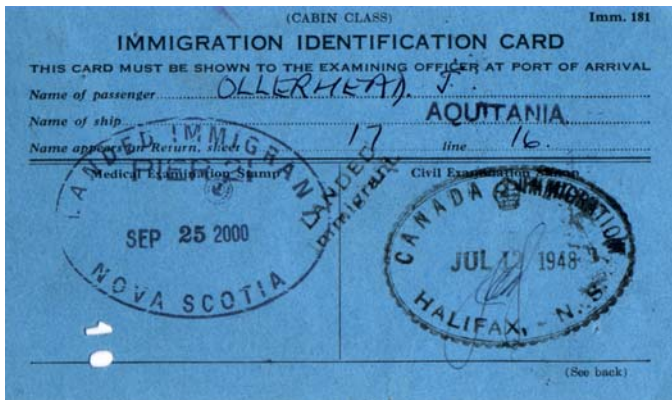 (CABIN CLASS) Imm. 181
IMMIGRATION IDENTIFICATION CARD
THIS CARD MUST BE SHOWN TO THE EXAMINING OFFICER AT PORT OF ARRIVAL
Name of passenger OLLERHEAD, J.
Name of ship AQUITANIA
Name appears on Return, sheet 17 line 16.
Medical Examination Stamp Civil Examination Stamp
LANDED IMMIGRANT
PIER 21
SEP 25 2000
NOVA SCOTIA
LANDED
Immigrant
CANADA IMMIGRATION
JUL 1948
HALIFAX, - N. S.
(See back)